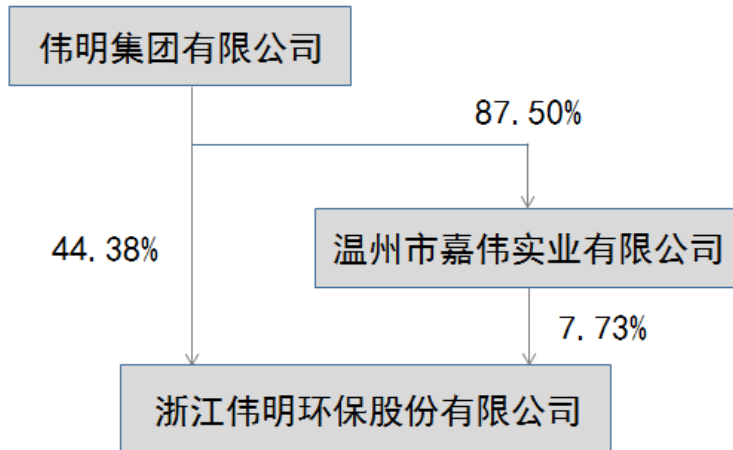 伟明集团有限公司
87.50%
44.38%
温州市嘉伟实业有限公司
7.73%
浙江伟明环保股份有限公司